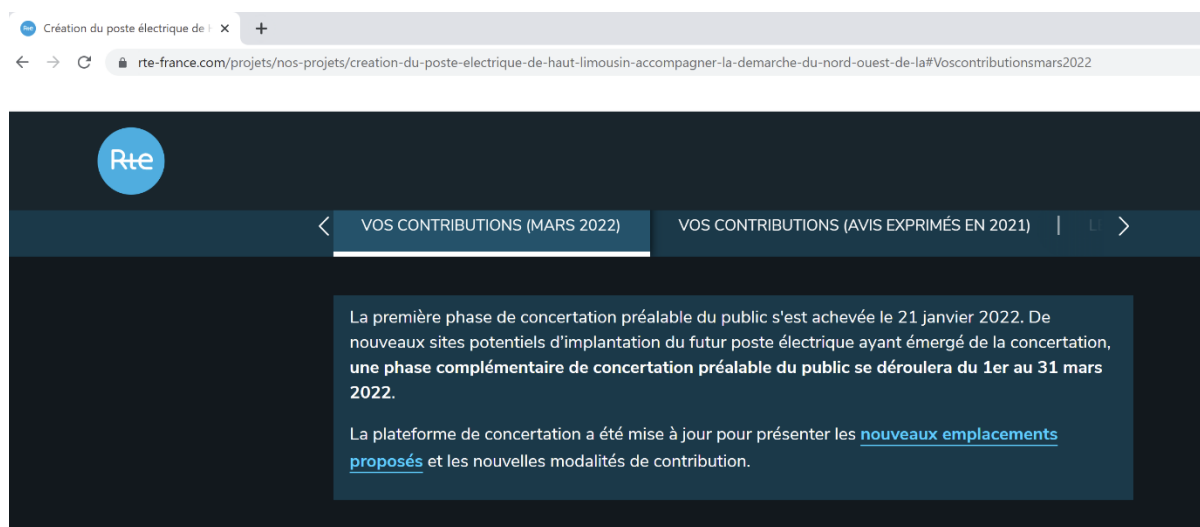 Création du poste électrique de
rte-france.com/projets/nos-projets/creation-du-poste-electrique-de-haut-limousin-accompagner-la-demarche-du-nord-ouest-de-la#Voscontributionsmars2022
Rte
VOS CONTRIBUTIONS (MARS 2022) VOS CONTRIBUTIONS (AVIS EXPRIMÉS EN 2021) |
La première phase de concertation préalable du public s'est achevée le 21 janvier 2022. De
nouveaux sites potentiels d’implantation du futur poste électrique ayant émergé de la concertation,
une phase complémentaire de concertation préalable du public se déroulera du 1er au 31 mars
2022.
La plateforme de concertation a été mise à jour pour présenter les nouveaux emplacements
proposés et les nouvelles modalités de contribution.